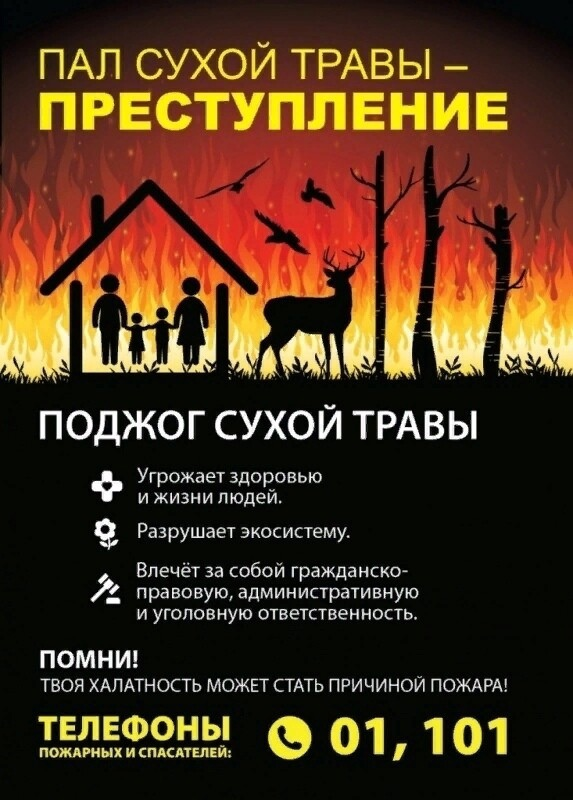 ПАЛ СУХОЙ ТРАВЫ –
ПРЕСТУПЛЕНИЕ
ПОДЖОГ СУХОЙ ТРАВЫ
Угрожает здоровью
и жизни людей.
Разрушает экосистему.
Влечёт за собой гражданско-
правовую, административную
и уголовную ответственность.
ПОМНИ!
ТВОЯ ХАЛАТНОСТЬ МОЖЕТ СТАТЬ ПРИЧИНОЙ ПОЖАРА!
ТЕЛЕФОНЫ
ПОЖАРНЫХ И СПАСАТЕЛЕЙ:
01, 101